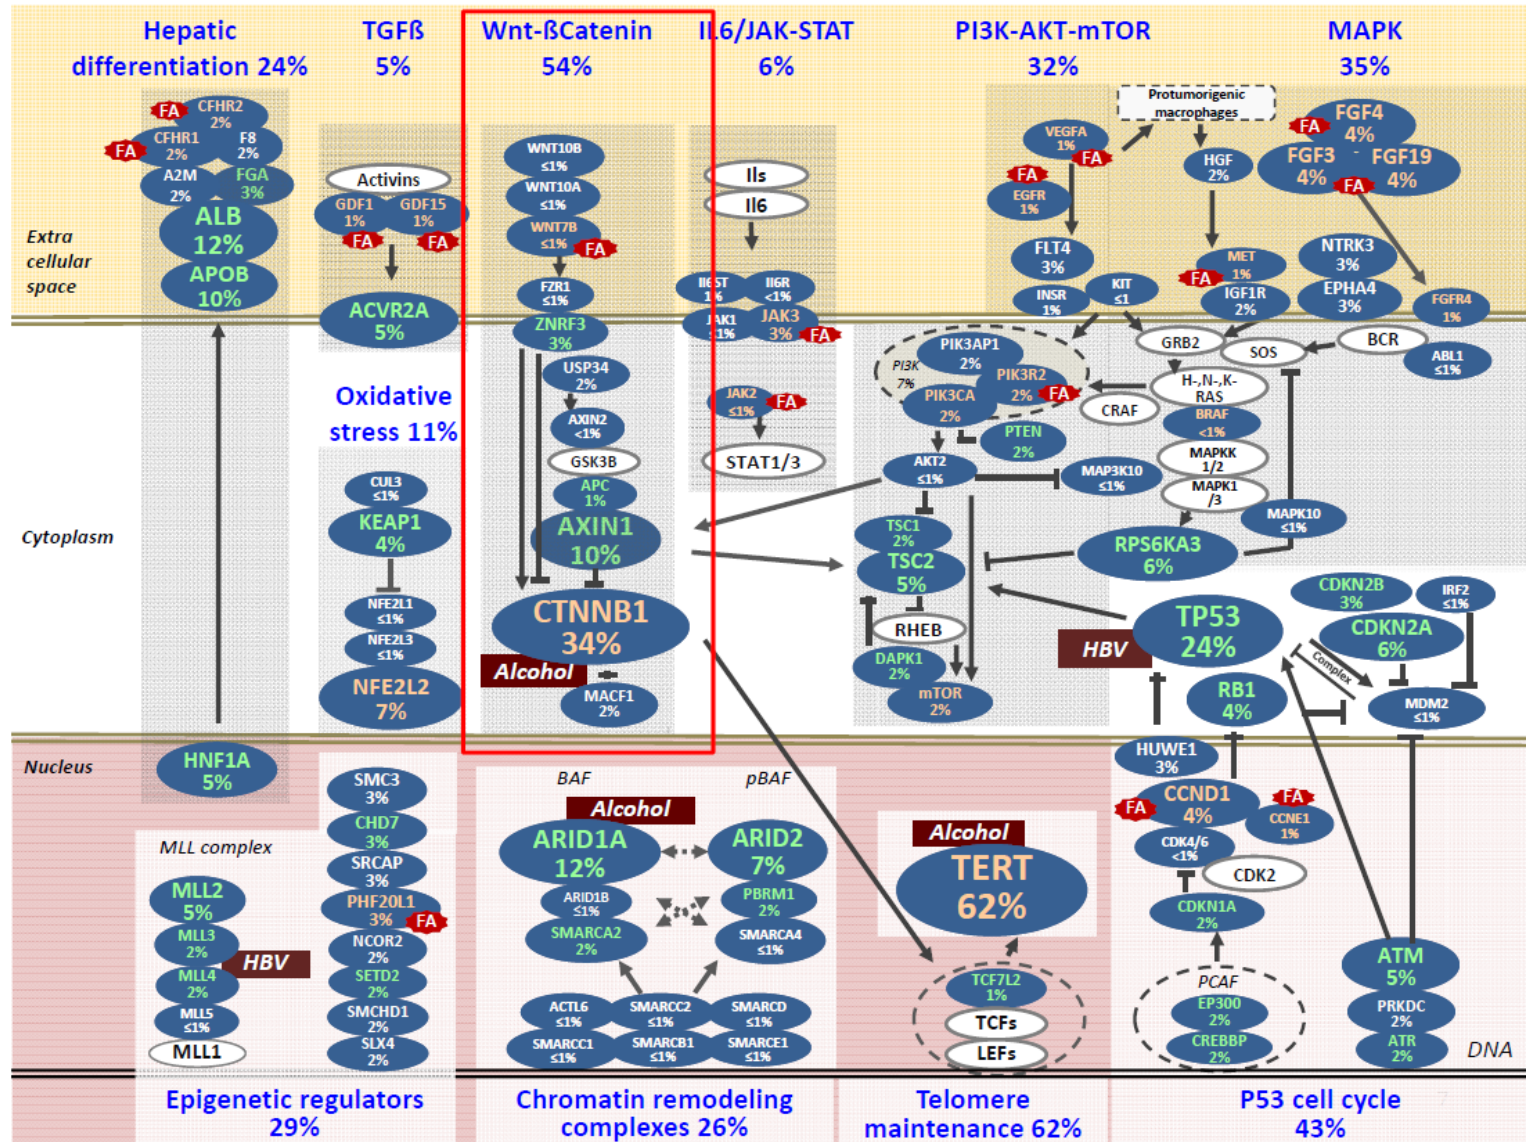 Hepatic
differentiation 24%
TGFß
5%
Wnt-ßCatenin
54%
IL6/JAK-STAT
6%
PI3K-AKT-mTOR
32%
MAPK
35%
Extra
cellular
space
Cytoplasm
Nucleus
CFHR2
2%
FA
CFHR1
2%
FA
F8
2%
A2M
2%
FGA
3%
ALB
12%
APOB
10%
HNF1A
5%
Activins
GDF1
1%
GDF15
1%
FA
FA
ACVR2A
5%
Oxidative
stress 11%
CUL3
≤1%
KEAP1
4%
NFE2L1
≤1%
NFE2L3
≤1%
NFE2L2
7%
WNT10B
≤1%
WNT10A
≤1%
WNT7B
≤1%
FA
FZR1
≤1%
ZNRF3
3%
USP34
2%
AXIN2
<1%
GSK3B
APC
1%
AXIN1
10%
CTNNB1
34%
Alcohol
MACF1
2%
Ils
Il6
Il6ST
1%
Il6R
<1%
JAK1
≤1%
JAK3
3%
FA
JAK2
≤1%
FA
STAT1/3
Protumorigenic
macrophages
VEGFA
1%
FA
FA
EGFR
1%
FLT4
3%
INSR
1%
KIT
≤1
HGF
2%
MET
1%
FA
IGF1R
2%
FGF4
4%
FA
FGF3
4%
FGF19
4%
FA
NTRK3
3%
EPHA4
3%
FGFR4
1%
BCR
ABL1
≤1%
GRB2
SOS
PI3K
7%
PIK3AP1
2%
PIK3R2
2%
FA
PIK3CA
2%
H-,N-,K-
RAS
CRAF
BRAF
<1%
MAPKK
1/2
MAPK1
/3
PTEN
2%
AKT2
≤1%
MAP3K10
≤1%
MAPK10
≤1%
TSC1
2%
TSC2
5%
RPS6KA3
6%
RHEB
DAPK1
2%
mTOR
2%
HBV
TP53
24%
CDKN2B
3%
IRF2
≤1%
CDKN2A
6%
Complex
RB1
4%
MDM2
≤1%
HUWE1
3%
CCND1
4%
FA
FA
CCNE1
1%
CDK4/6
<1%
CDK2
CDKN1A
2%
PCAF
EP300
2%
CREBBP
2%
ATM
5%
PRKDC
2%
ATR
2%
DNA
MLL complex
MLL2
5%
MLL3
2%
HBV
MLL4
2%
MLL5
≤1%
MLL1
SMC3
3%
CHD7
3%
SRCAP
3%
PHF20L1
3%
FA
NCOR2
2%
SETD2
2%
SMCHD1
2%
SLX4
2%
BAF
pBAF
Alcohol
ARID1A
12%
ARID2
7%
ARID1B
≤1%
PBRM1
2%
SMARCA2
2%
SMARCA4
≤1%
ACTL6
≤1%
SMARCC2
≤1%
SMARCD
≤1%
SMARCC1
≤1%
SMARCB1
≤1%
SMARCE1
≤1%
Alcohol
TERT
62%
TCF7L2
1%
TCFs
LEFs
Epigenetic regulators
29%
Chromatin remodeling
complexes 26%
Telomere
maintenance 62%
P53 cell cycle
43%
7